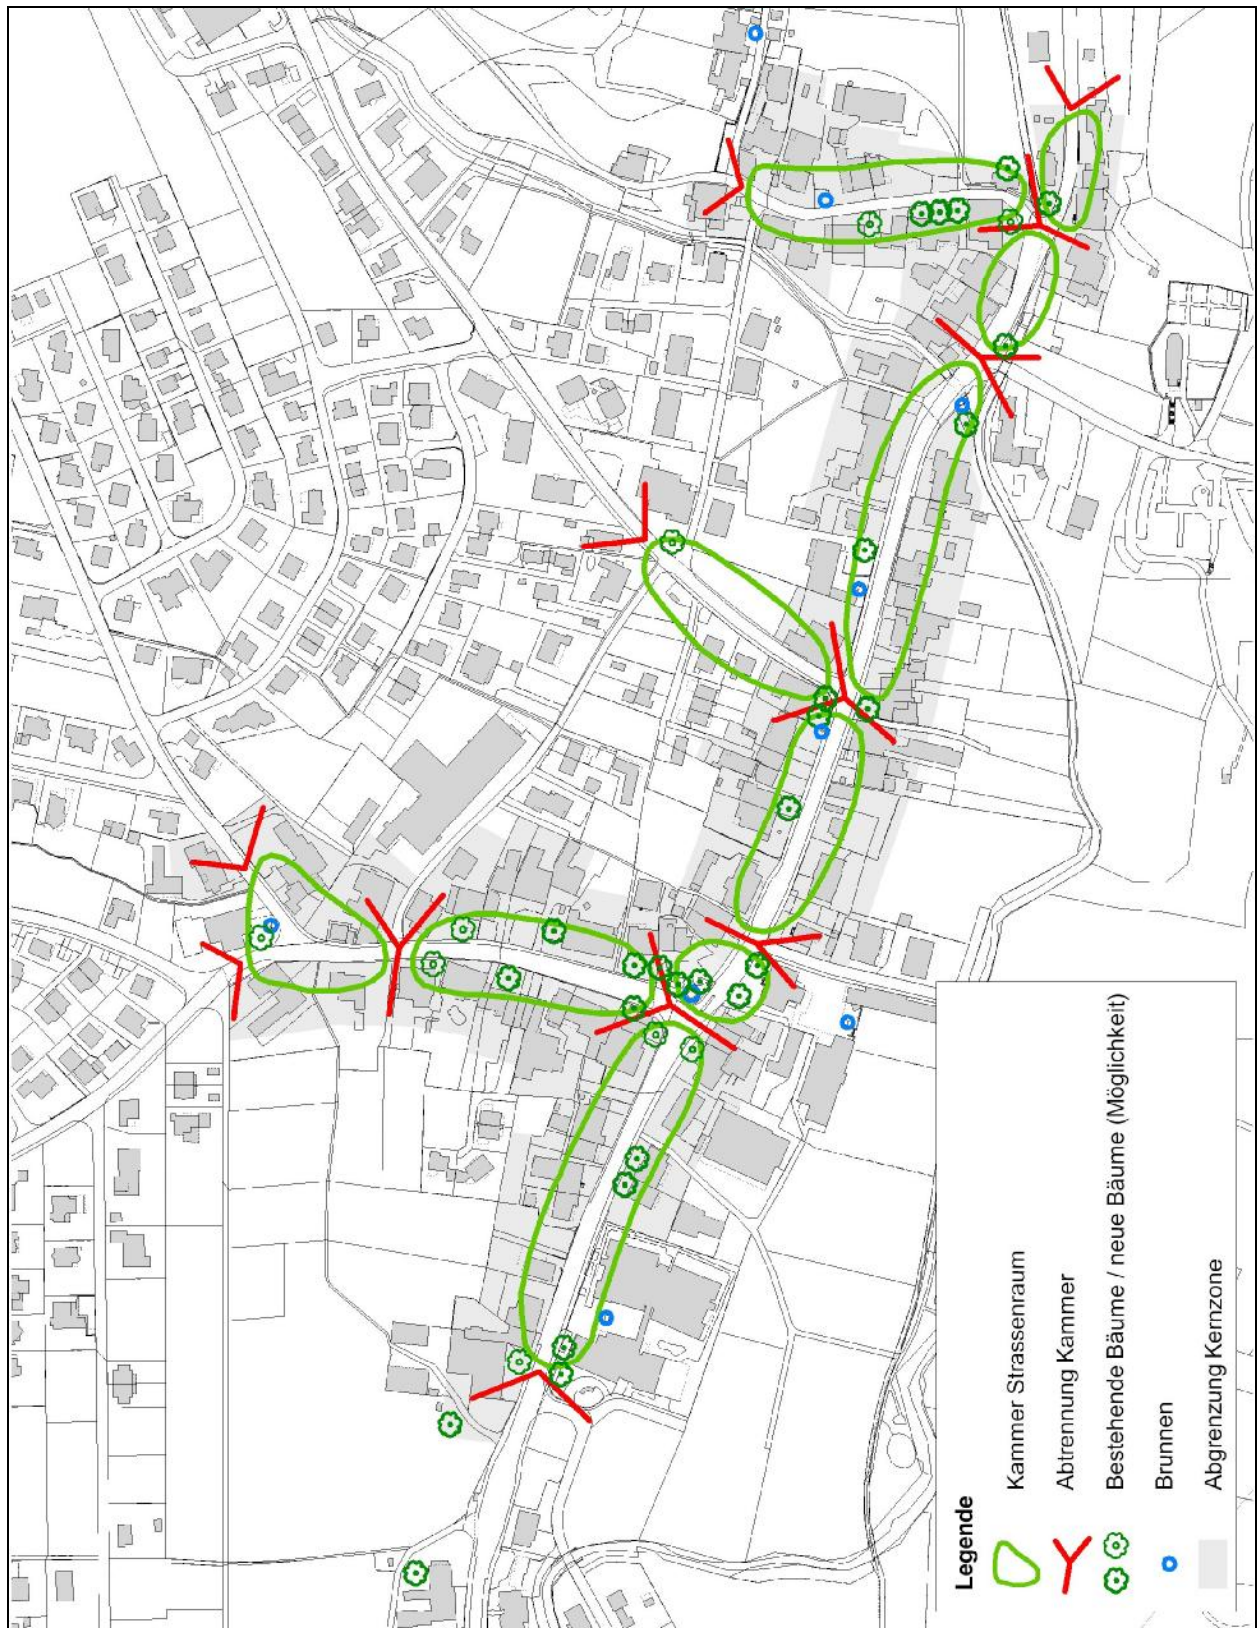 Legende
Kammer Strassenraum
Abtrennung Kammer
Bestehende Bäume / neue Bäume (Möglichkeit)
Brunnen
Abgrenzung Kernzone